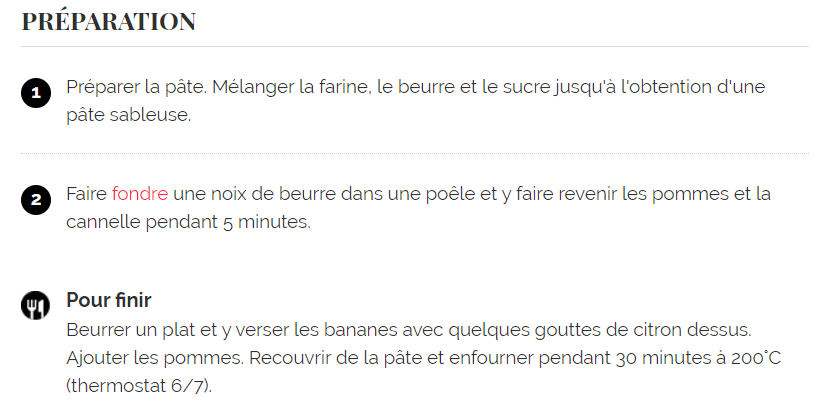 PRÉPARATION
1 Préparer la pâte. Mélanger la farine, le beurre et le sucre jusqu'à l'obtention d'une
pâte sableuse.
2 Faire fondre une noix de beurre dans une poêle et y faire revenir les pommes et la
cannelle pendant 5 minutes.
Pour finir
Beurrer un plat et y verser les bananes avec quelques gouttes de citron dessus.
Ajouter les pommes. Recouvrir de la pâte et enfourner pendant 30 minutes à 200°C
(thermostat 6/7).